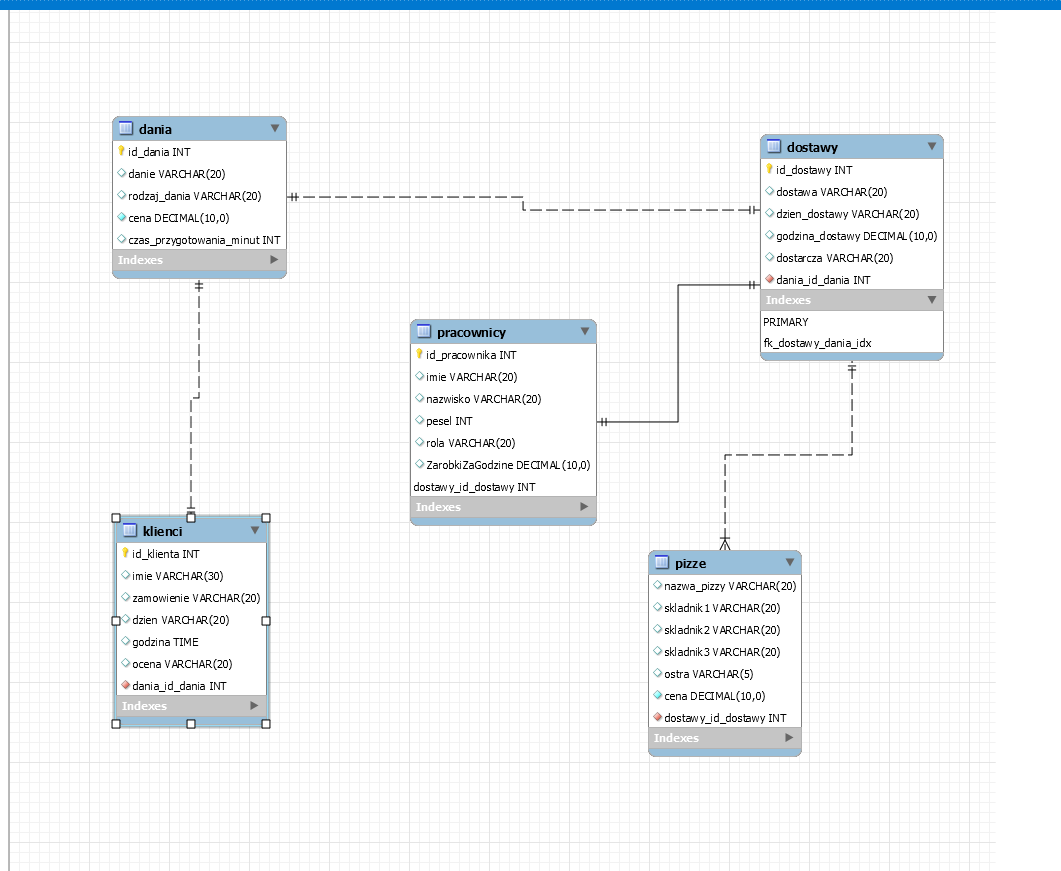 dania
id_dania INT
danie VARCHAR(20)
rodzaj_dania VARCHAR(20)
cena DECIMAL(10,0)
czas_przygotowania_minut INT
Indexes
dostawy
id_dostawy INT
dostawa VARCHAR(20)
dzien_dostawy VARCHAR(20)
godzina_dostawy DECIMAL(10,0)
dostarcza VARCHAR(20)
dania_id_dania INT
Indexes
PRIMARY
fk_dostawy_dania_idx
pracownicy
id_pracownika INT
imie VARCHAR(20)
nazwisko VARCHAR(20)
pesel INT
rola VARCHAR(20)
ZarobkiZaGodzine DECIMAL(10,0)
dostawy_id_dostawy INT
Indexes
klienci
id_klienta INT
imie VARCHAR(30)
zamowienie VARCHAR(20)
dzien VARCHAR(20)
godzina TIME
ocena VARCHAR(20)
dania_id_dania INT
Indexes
pizze
nazwa_pizzy VARCHAR(20)
skladnik1 VARCHAR(20)
skladnik2 VARCHAR(20)
skladnik3 VARCHAR(20)
ostra VARCHAR(5)
cena DECIMAL(10,0)
dostawy_id_dostawy INT
Indexes